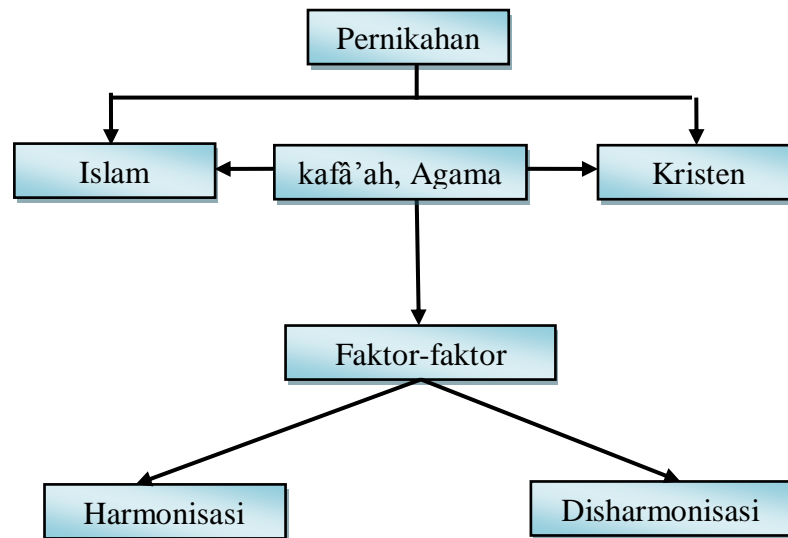 Pernikahan
Islam
kafâ'ah, Agama
Kristen
Faktor-faktor
Harmonisasi
Disharmonisasi